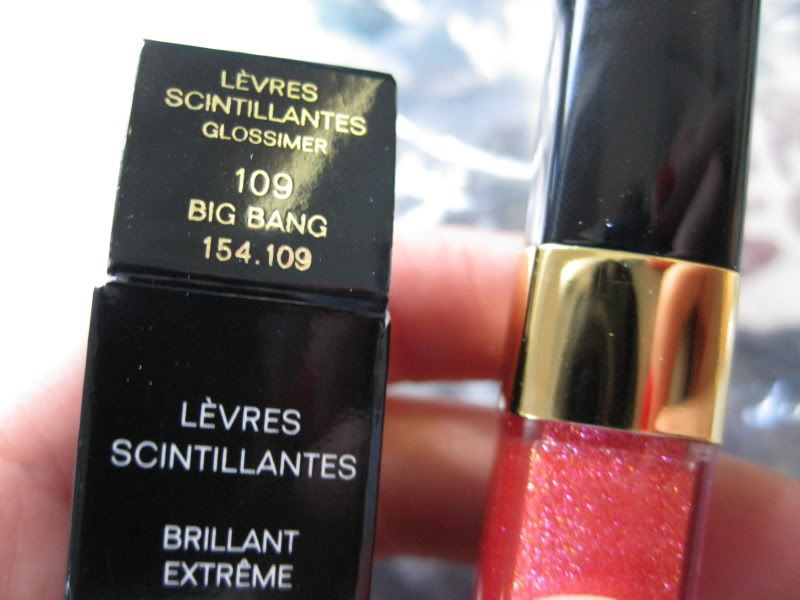 LÈVRES
SCINTILLANTES
GLOSSIMER
109
BIG BANG
154.109
LÈVRES
SCINTILLANTES
BRILLANT
EXTRÊME